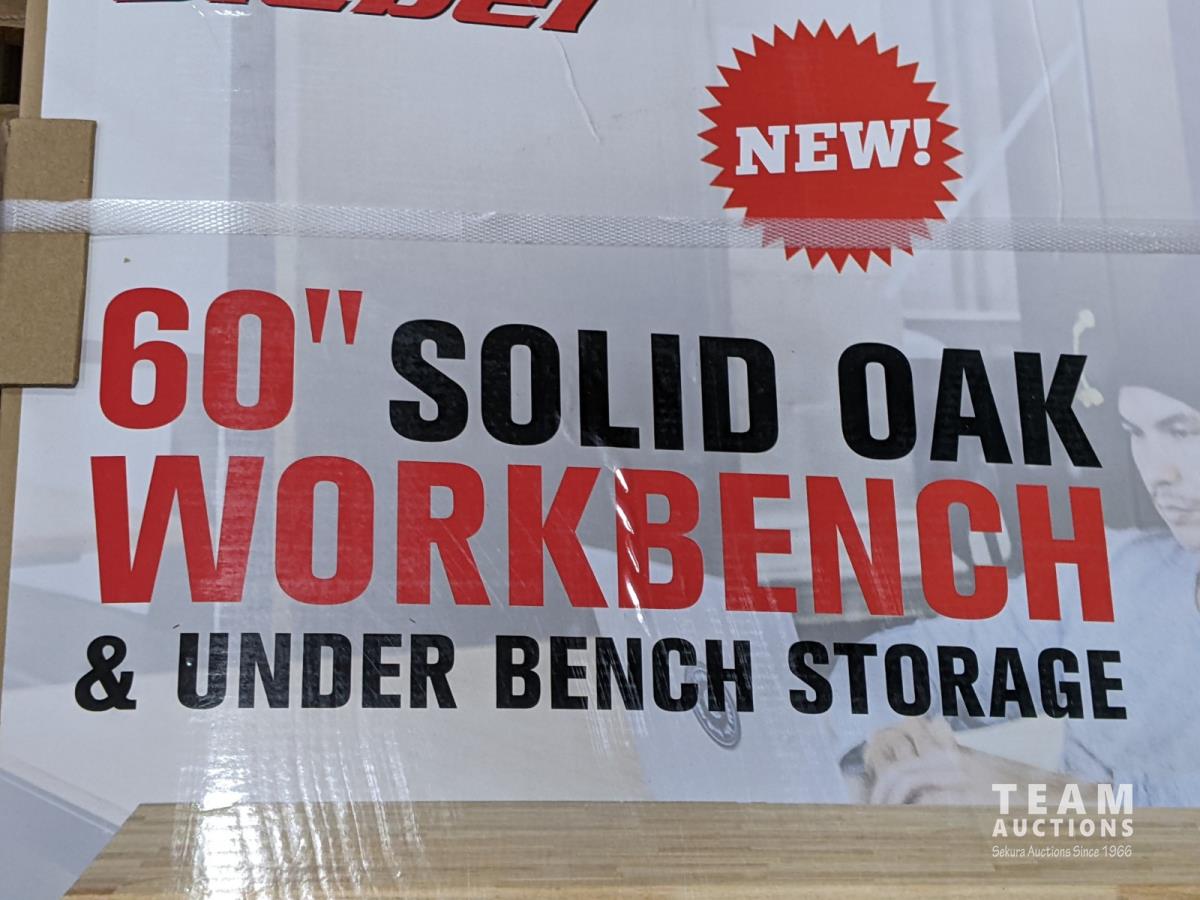 NEW!
60" SOLID OAK
WORKBENCH
& UNDER BENCH STORAGE
TEAM
AUCTIONS
Sekura Auctions Since 1966